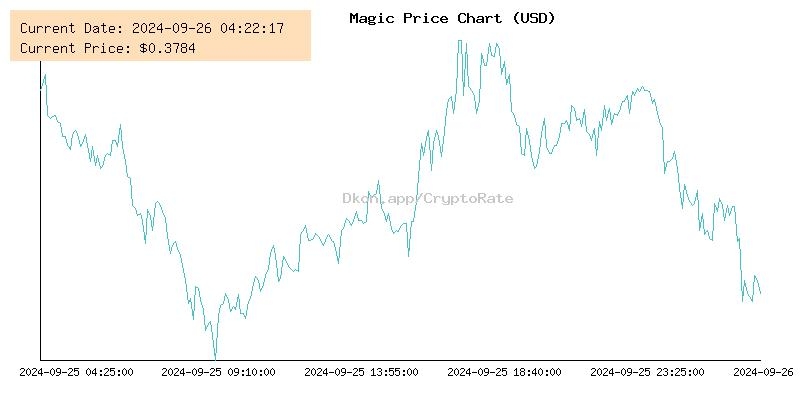 Magic Price Chart (USD)
Current Date: 2024-09-26 04:22:17
Current Price: $0.3784
Dkon.app/CryptoRate
2024-09-25 04:25:00
2024-09-25 09:10:00
2024-09-25 13:55:00
2024-09-25 18:40:00
2024-09-25 23:25:00
2024-09-26